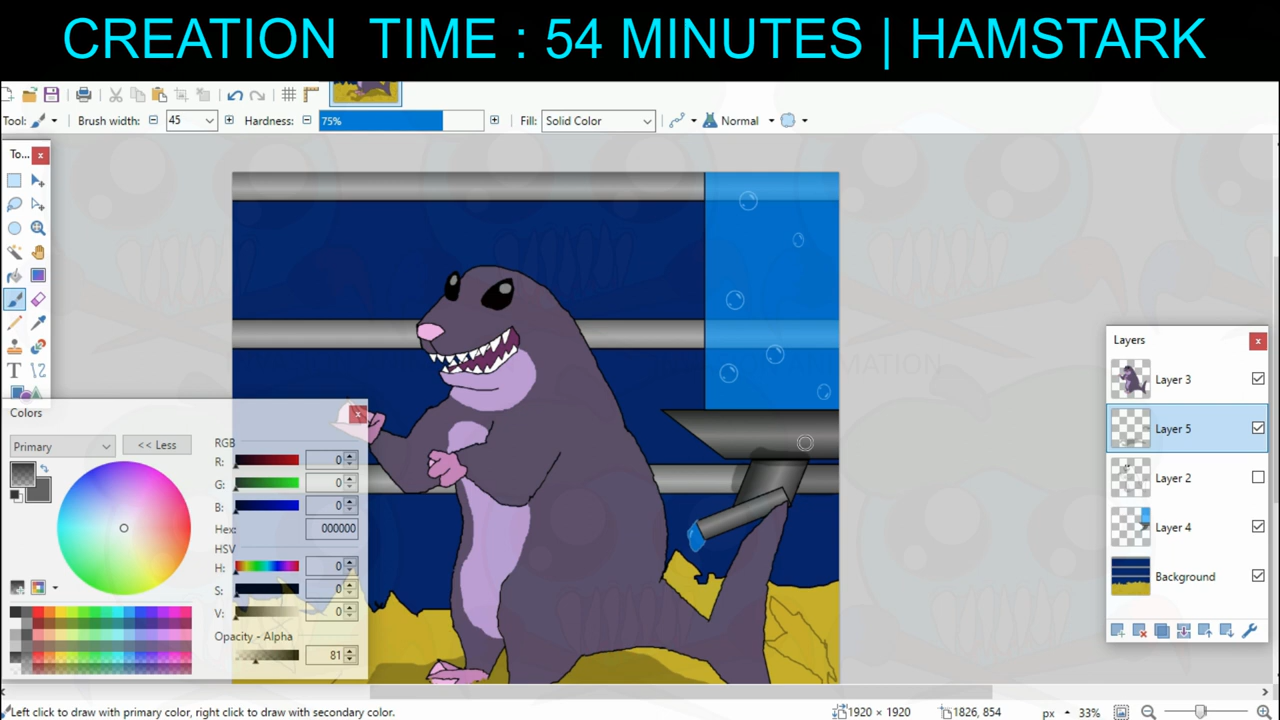 CREATION TIME : 54 MINUTES | HAMSTARK
Tool: Brush width: 45 Hardness: 75% Fill: Solid Color Normal
To...
Colors
Primary << Less
RGB
R: 0
G: 0
B: 0
Hex: 000000
HSV
H: 0
S: 0
V: 0
Opacity - Alpha
81
Layers
Layer 3
Layer 5
Layer 2
Layer 4
Background
Left click to draw with primary color, right click to draw with secondary color.
1920 × 1920
1826, 854
px
33%